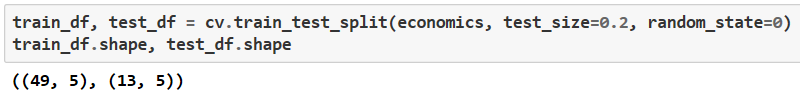 train_df, test_df = cv.train_test_split(economics, test_size=0.2, random_state=0)
train_df.shape, test_df.shape
((49, 5), (13, 5))